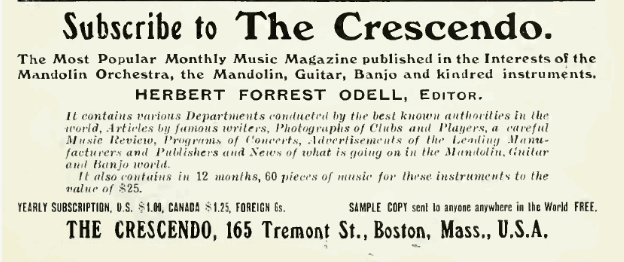 Subscribe to The Crescendo.
The Most Popular Monthly Music Magazine published in the Interests of the
Mandolin Orchestra, the Mandolin, Guitar, Banjo and kindred instruments.
HERBERT FORREST ODELL, EDITOR.
It contains various Departments conducted by the best known authorities in the
world, Articles by famous writers, Photographs of Clubs and Players, a careful
Music Review, Programs of Concerts, Advertisements of the Leading Manu-
facturers and Publishers and News of what is going on in the Mandolin, Guitar
and Banjo world.
It also contains in 12 months, 60 pieces of music for these instruments to the
value of $25.
YEARLY SUBSCRIPTION, U.S. $1.00, CANADA $1.25, FOREIGN 6s. SAMPLE COPY sent to anyone anywhere in the World FREE.
THE CRESCENDO, 165 Tremont St., Boston, Mass., U.S.A.